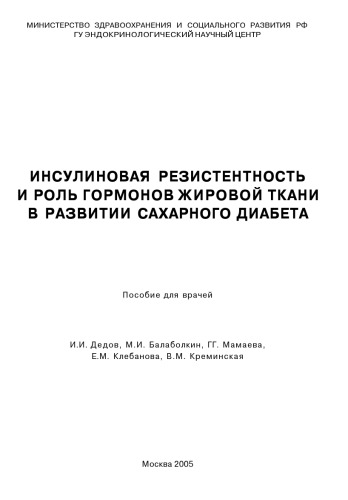 МИНИСТЕРСТВО ЗДРАВООХРАНЕНИЯ И СОЦИАЛЬНОГО РАЗВИТИЯ РФ
ГУ ЭНДОКРИНОЛОГИЧЕСКИЙ НАУЧНЫЙ ЦЕНТР
ИНСУЛИНОВАЯ РЕЗИСТЕНТНОСТЬ
И РОЛЬ ГОРМОНОВ ЖИРОВОЙ ТКАНИ
В РАЗВИТИИ САХАРНОГО ДИАБЕТА
Пособие для врачей
И.И. Дедов, М.И. Балаболкин, Г.Г. Мамаева,
Е.М. Клебанова, В.М. Креминская
Москва 2005